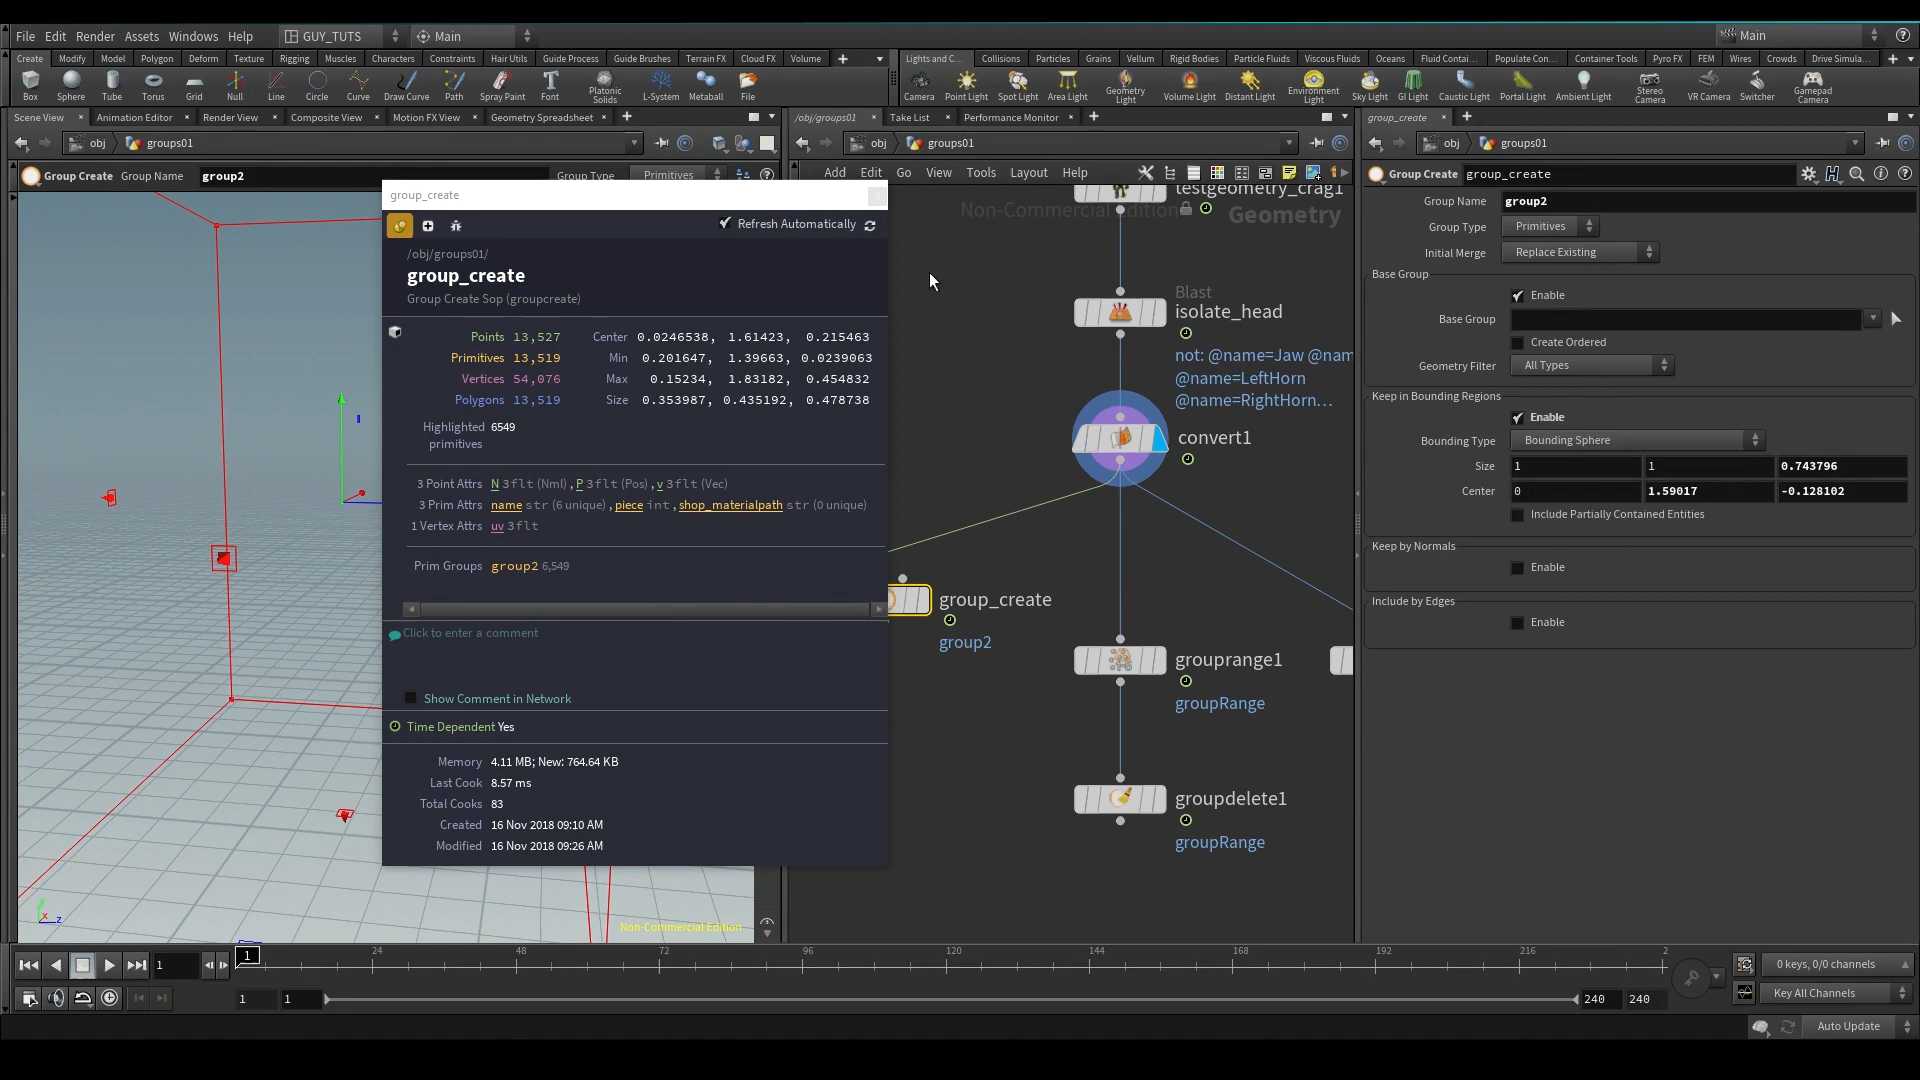 File Edit Render Assets Windows Help GUY_TUTS Main Main
Create Modify Model Polygon Deform Texture Rigging Muscles Characters Constraints Hair Utils Guide Process Guide Brushes Terrain FX Cloud FX Volume
Lights and C... Collisions Particles Grains Vellum Rigid Bodies Particle Fluids Viscous Fluids Oceans Fluid Contai... Populate Con... Container Tools Pyro FX FEM Wires Crowds Drive Simula...
Box Sphere Tube Torus Grid Null Line Circle Curve Draw Curve Path Spray Paint Font Platonic Solids L-System Metaball File
Camera Point Light Spot Light Area Light Geometry Light Volume Light Distant Light Environment Light Sky Light GI Light Caustic Light Portal Light Ambient Light Stereo Camera VR Camera Switcher Gamepad Camera
Scene View Animation Editor Render View Composite View Motion FX View Geometry Spreadsheet
/obj/groups01 Take List Performance Monitor
group_create
obj groups01
obj groups01
obj groups01
Group Create Group Name group2 Group Type Primitives
Add Edit Go View Tools Layout Help
Group Create group_create
group_create
Refresh Automatically
/obj/groups01/
group_create
Group Create Sop (groupcreate)
Points 13,527 Center 0.0246538, 1.61423, 0.215463
Primitives 13,519 Min 0.201647, 1.39663, 0.0239063
Vertices 54,076 Max 0.15234, 1.83182, 0.454832
Polygons 13,519 Size 0.353987, 0.435192, 0.478738
Highlighted 6549
primitives
3 Point Attrs N 3flt (Nml) , P 3flt (Pos) , v 3flt (Vec)
3 Prim Attrs name str (6 unique) , piece int , shop_materialpath str (0 unique)
1 Vertex Attrs uv 3flt
Prim Groups group2 6,549
Click to enter a comment
Show Comment in Network
Time Dependent Yes
Memory 4.11 MB; New: 764.64 KB
Last Cook 8.57 ms
Total Cooks 83
Created 16 Nov 2018 09:10 AM
Modified 16 Nov 2018 09:26 AM
Non-Commercial Edition
testgeometry_crag1
Non-Commercial Edition
Geometry
Blast
isolate_head
not: @name=Jaw @nam
@name=LeftHorn
@name=RightHorn...
convert1
group_create
group2
grouprange1
groupRange
groupdelete1
groupRange
Group Name group2
Group Type Primitives
Initial Merge Replace Existing
Base Group
Enable
Base Group
Create Ordered
Geometry Filter All Types
Keep in Bounding Regions
Enable
Bounding Type Bounding Sphere
Size 1 1 0.743796
Center 0 1.59017 -0.128102
Include Partially Contained Entities
Keep by Normals
Enable
Include by Edges
Enable
x z
1 1 24 48 72 96 120 144 168 192 216 2
0 keys, 0/0 channels
1 1 240 240
Key All Channels
Auto Update